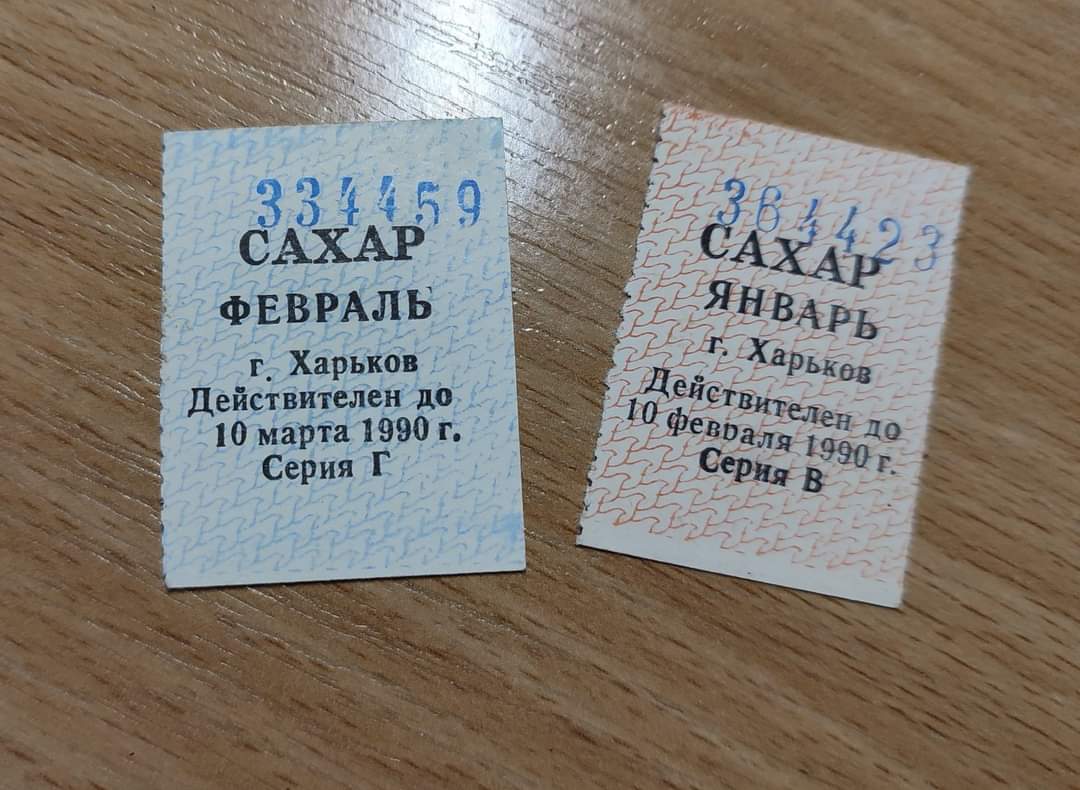 334459
САХАР
ФЕВРАЛЬ
г. Харьков
Действителен до
10 марта 1990 г.
Серия Г
364423
САХАР
ЯНВАРЬ
г. Харьков
Действителен до
10 февраля 1990 г.
Серия В